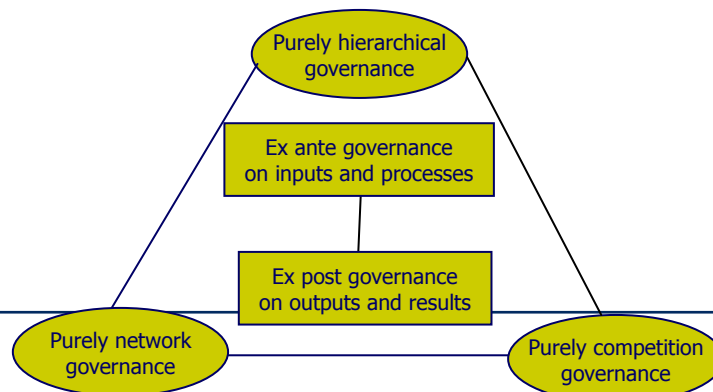 Purely hierarchical
governance
Ex ante governance
on inputs and processes
Ex post governance
on outputs and results
Purely network
governance
Purely competition
governance